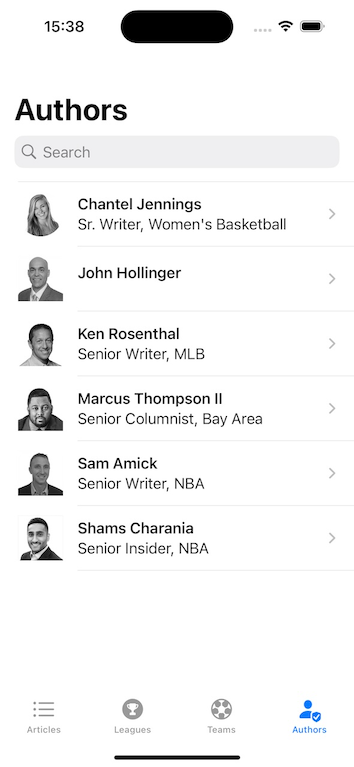 15:38
Authors
Search
Chantel Jennings
Sr. Writer, Women's Basketball
John Hollinger
Ken Rosenthal
Senior Writer, MLB
Marcus Thompson II
Senior Columnist, Bay Area
Sam Amick
Senior Writer, NBA
Shams Charania
Senior Insider, NBA
Articles
Leagues
Teams
Authors